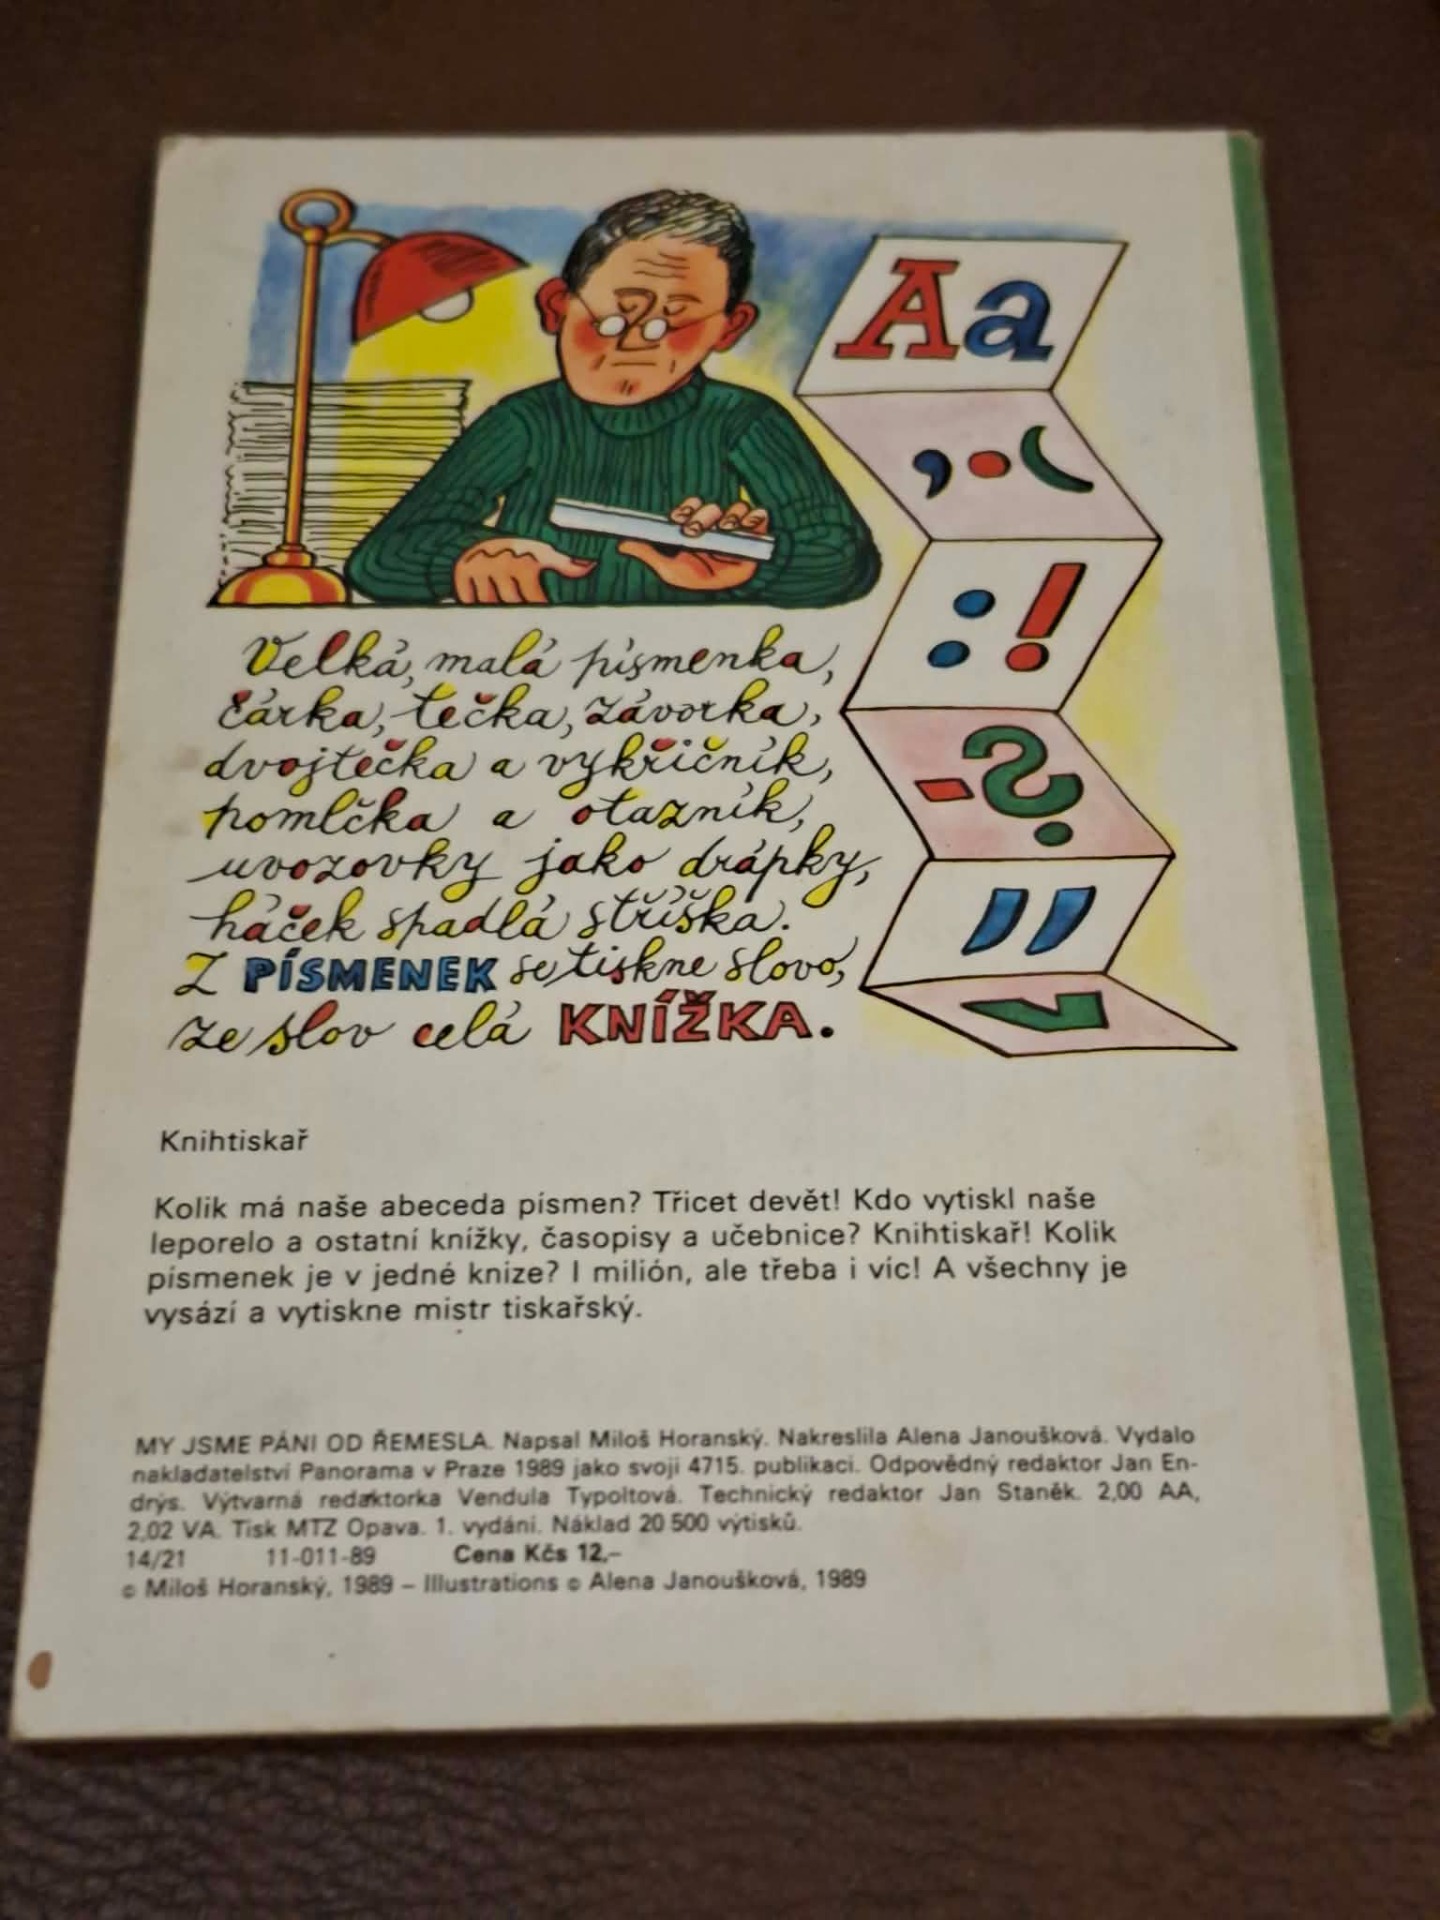 Aa
, . (
: !
- ?
"
ˇ
Velká, malá písmenka,
čárka, tečka, závorka,
dvojtečka a vykřičník,
pomlčka a otazník,
uvozovky jako drápky,
háček spadlá stříška.
Z PÍSMENEK se tiskne slovo,
ze slov celá KNÍŽKA.
Knihtiskař
Kolik má naše abeceda písmen? Třicet devět! Kdo vytiskl naše
leporelo a ostatní knížky, časopisy a učebnice? Knihtiskař! Kolik
písmenek je v jedné knize? I milión, ale třeba i víc! A všechny je
vysází a vytiskne mistr tiskařský.
MY JSME PÁNI OD ŘEMESLA. Napsal Miloš Horanský. Nakreslila Alena Janoušková. Vydalo
nakladatelství Panorama v Praze 1989 jako svoji 4715. publikaci. Odpovědný redaktor Jan En-
drýs. Výtvarná redaktorka Vendula Typoltová. Technický redaktor Jan Staněk. 2,00 AA,
2,02 VA. Tisk MTZ Opava. 1. vydání. Náklad 20 500 výtisků.
14/21 11-011-89 Cena Kčs 12,–
© Miloš Horanský, 1989 – Illustrations © Alena Janoušková, 1989